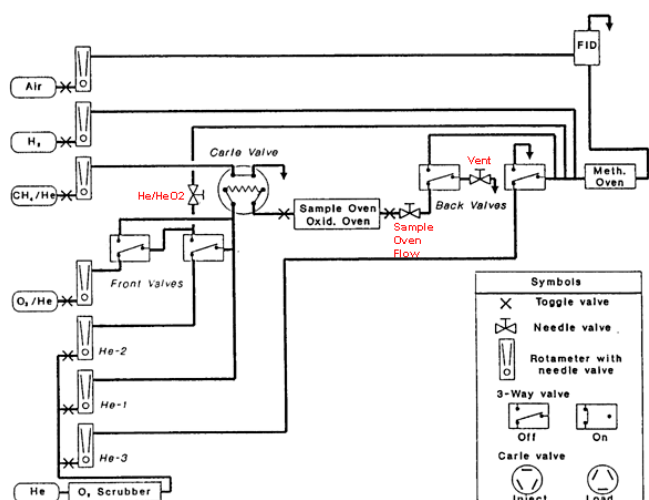 FID
Air
H₂
Carle Valve
Vent
CH₄/He
He/HeO2
Meth.
Oven
Sample Oven
Oxid. Oven
Back Valves
Sample
Oven
Flow
Front Valves
O₂/He
He-2
He-1
He-3
He
O₂ Scrubber
Symbols
Toggle valve
Needle valve
Rotameter with
needle valve
3-Way valve
Off
On
Carle valve
Inject
Load